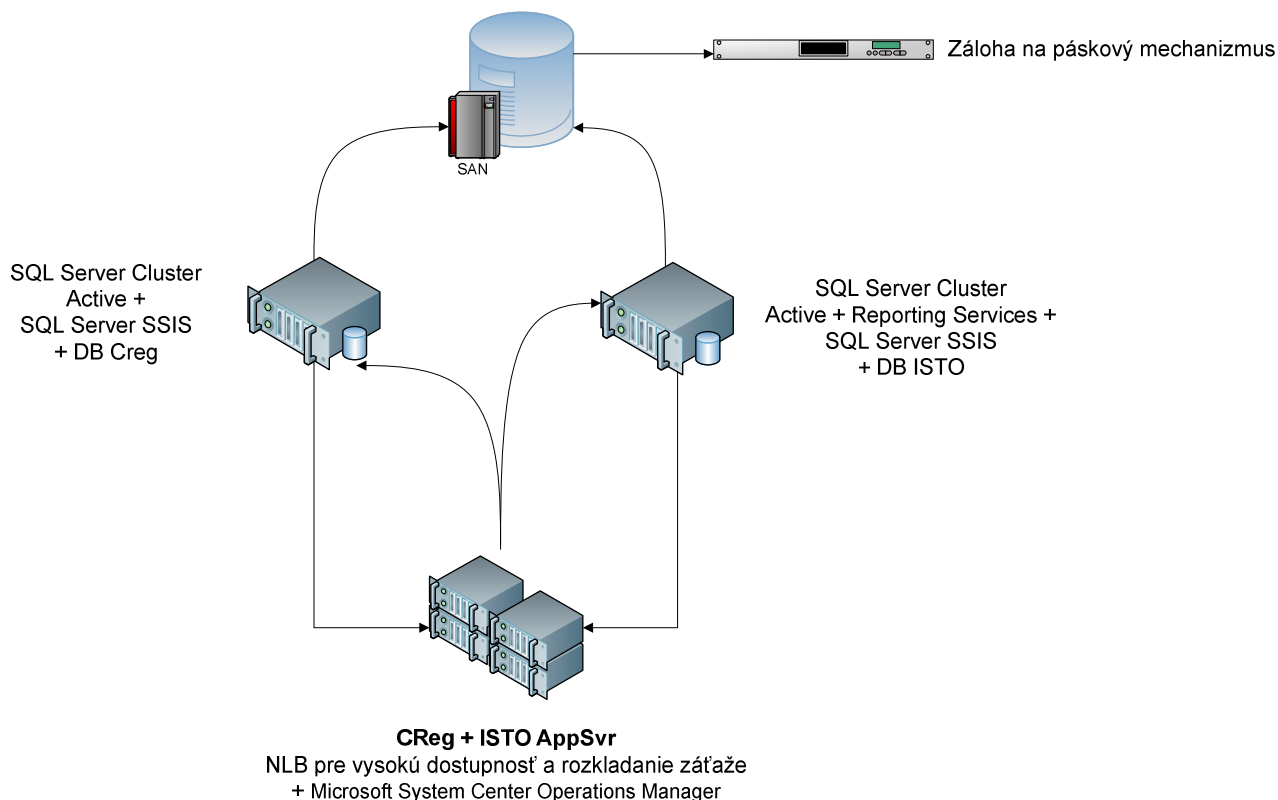 Záloha na páskový mechanizmus
SAN
SQL Server Cluster
Active +
SQL Server SSIS
+ DB Creg
SQL Server Cluster
Active + Reporting Services +
SQL Server SSIS
+ DB ISTO
CReg + ISTO AppSvr
NLB pre vysokú dostupnosť a rozkladanie záťaže
+ Microsoft System Center Operations Manager